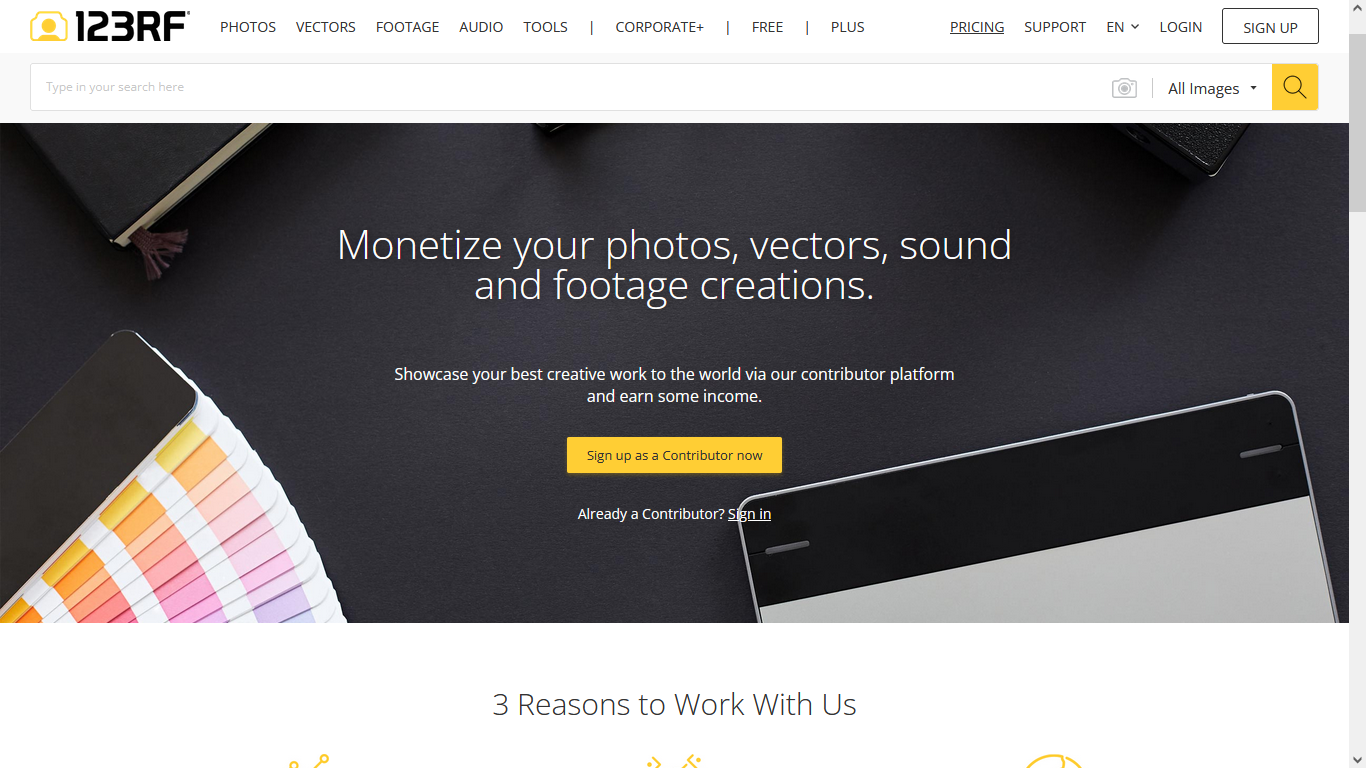 123RF®
PHOTOS VECTORS FOOTAGE AUDIO TOOLS | CORPORATE+ | FREE | PLUS PRICING SUPPORT EN LOGIN SIGN UP
Type in your search here All Images
Monetize your photos, vectors, sound
and footage creations.
Showcase your best creative work to the world via our contributor platform
and earn some income.
Sign up as a Contributor now
Already a Contributor? Sign in
3 Reasons to Work With Us